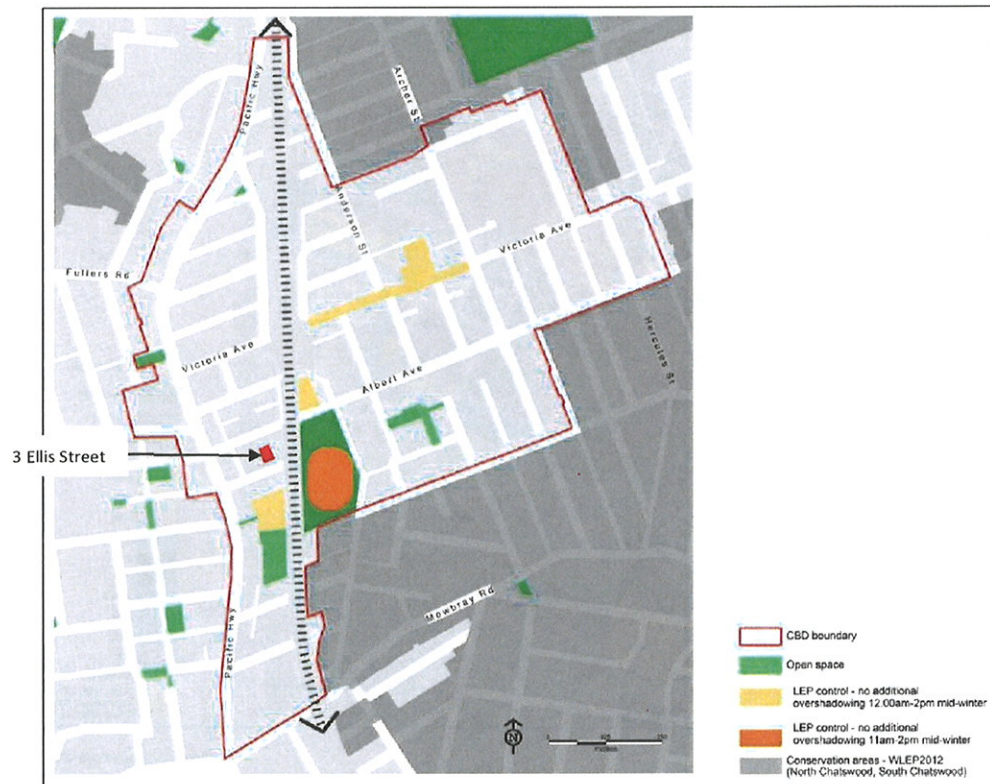 Pacific Hwy
Archer St
Anderson St
Victoria Ave
Fullers Rd
Hercules St
Victoria Ave
Albert Ave
3 Ellis Street
Mowbray Rd
Pacific Hwy
N
metres
CBD boundary
Open space
LEP control - no additional
overshadowing 12.00am-2pm mid-winter
LEP control - no additional
overshadowing 11am-2pm mid-winter
Conservation areas - WLEP2012
(North Chatswood, South Chatswood)